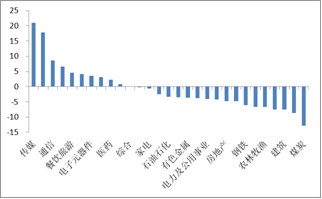 25
20
15
10
5
0
-5
-10
-15
传媒
通信
餐饮旅游
电子元器件
医药
综合
家电
石油石化
有色金属
电力及公用事业
房地产
钢铁
农林牧渔
建筑
煤炭